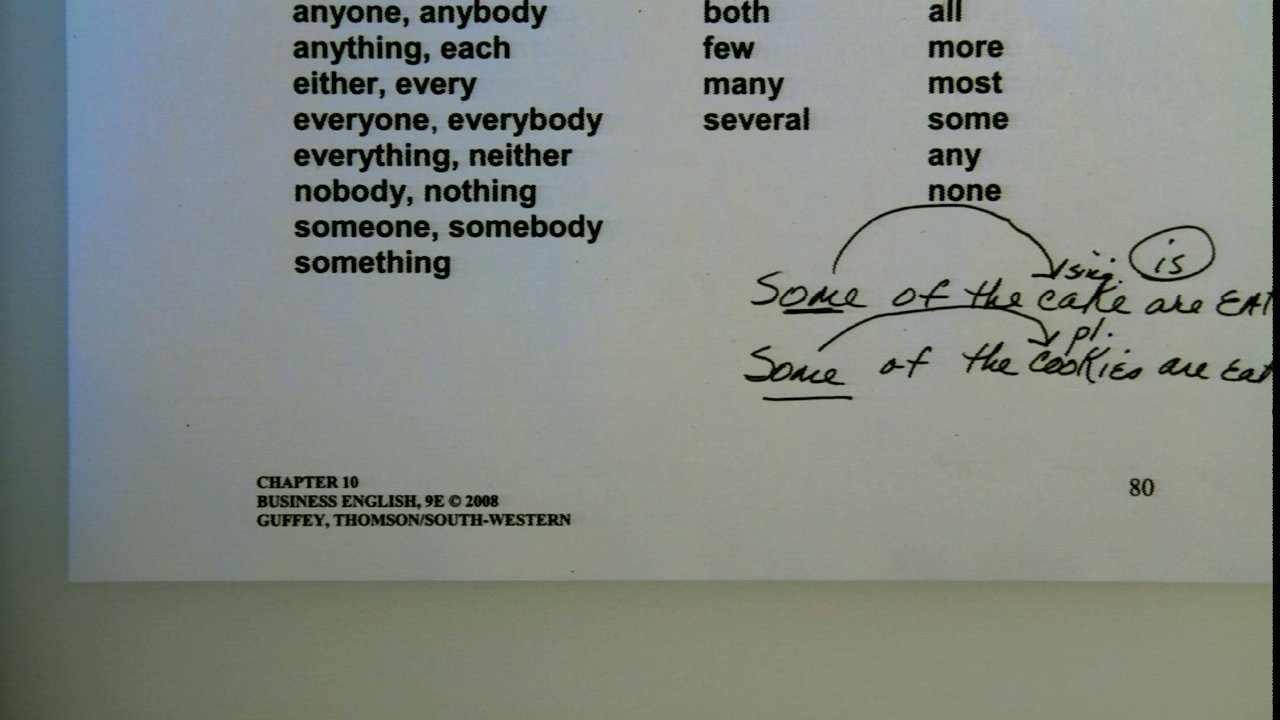 anyone, anybody both all
anything, each few more
either, every many most
everyone, everybody several some
everything, neither any
nobody, nothing none
someone, somebody
something
sing. is
Some of the cake are EAT
pl.
Some of the cookies are Eat
CHAPTER 10
BUSINESS ENGLISH, 9E © 2008
GUFFEY, THOMSON/SOUTH-WESTERN
80